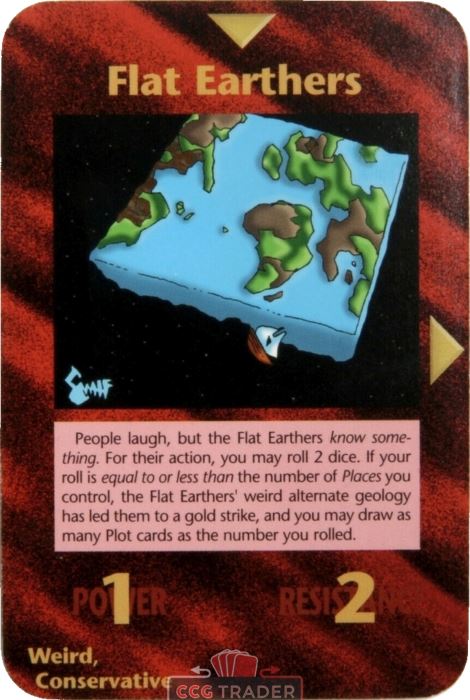 Flat Earthers
People laugh, but the Flat Earthers know some-
thing. For their action, you may roll 2 dice. If your
roll is equal to or less than the number of Places you
control, the Flat Earthers' weird alternate geology
has led them to a gold strike, and you may draw as
many Plot cards as the number you rolled.
POWER 1 RESISTANCE 2
Weird,
Conservative
CCG TRADER